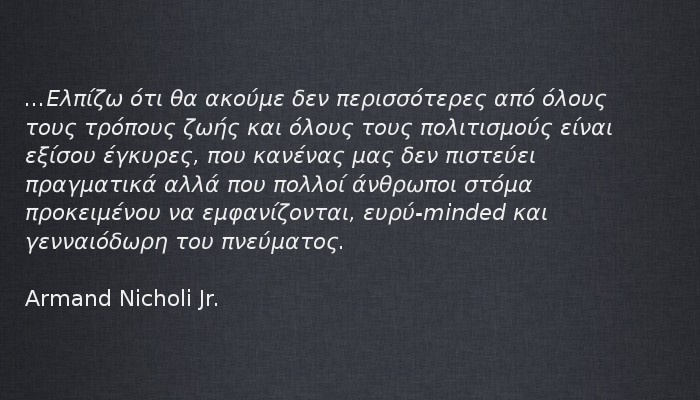 ...Ελπίζω ότι θα ακούμε δεν περισσότερες από όλους
τους τρόπους ζωής και όλους τους πολιτισμούς είναι
εξίσου έγκυρες, που κανένας μας δεν πιστεύει
πραγματικά αλλά που πολλοί άνθρωποι στόμα
προκειμένου να εμφανίζονται, ευρύ-minded και
γενναιόδωρη του πνεύματος.
Armand Nicholi Jr.